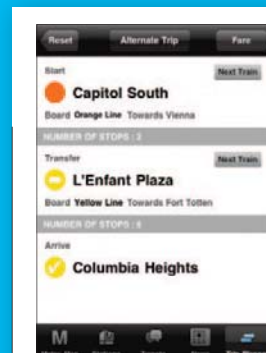 Reset Alternate Trip Fare
Start Next Train
Capitol South
Board Orange Line Towards Vienna
NUMBER OF STOPS : 2
Transfer Next Train
L'Enfant Plaza
Board Yellow Line Towards Fort Totten
NUMBER OF STOPS : 6
Arrive
Columbia Heights
M